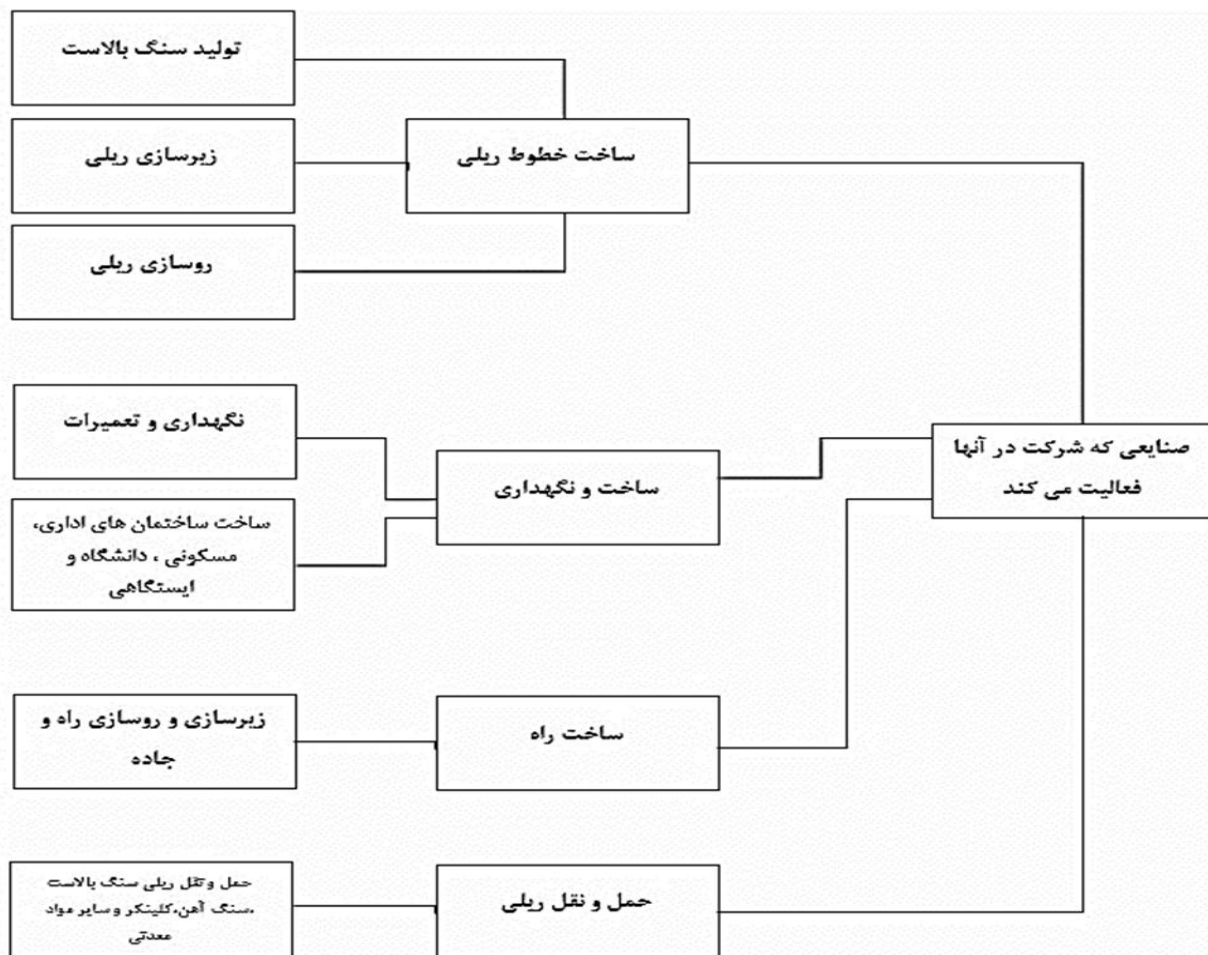 صنایعی که شرکت در آنها
فعالیت می کند
ساخت خطوط ریلی
تولید سنگ بالاست
زیرسازی ریلی
روسازی ریلی
ساخت و نگهداری
نگهداری و تعمیرات
ساخت ساختمان های اداری،
مسکونی ، دانشگاه و
ایستگاهی
ساخت راه
زیرسازی و روسازی راه و
جاده
حمل و نقل ریلی
حمل ونقل ریلی سنگ بالاست
،سنگ آهن،کلینکر و سایر مواد
معدنی